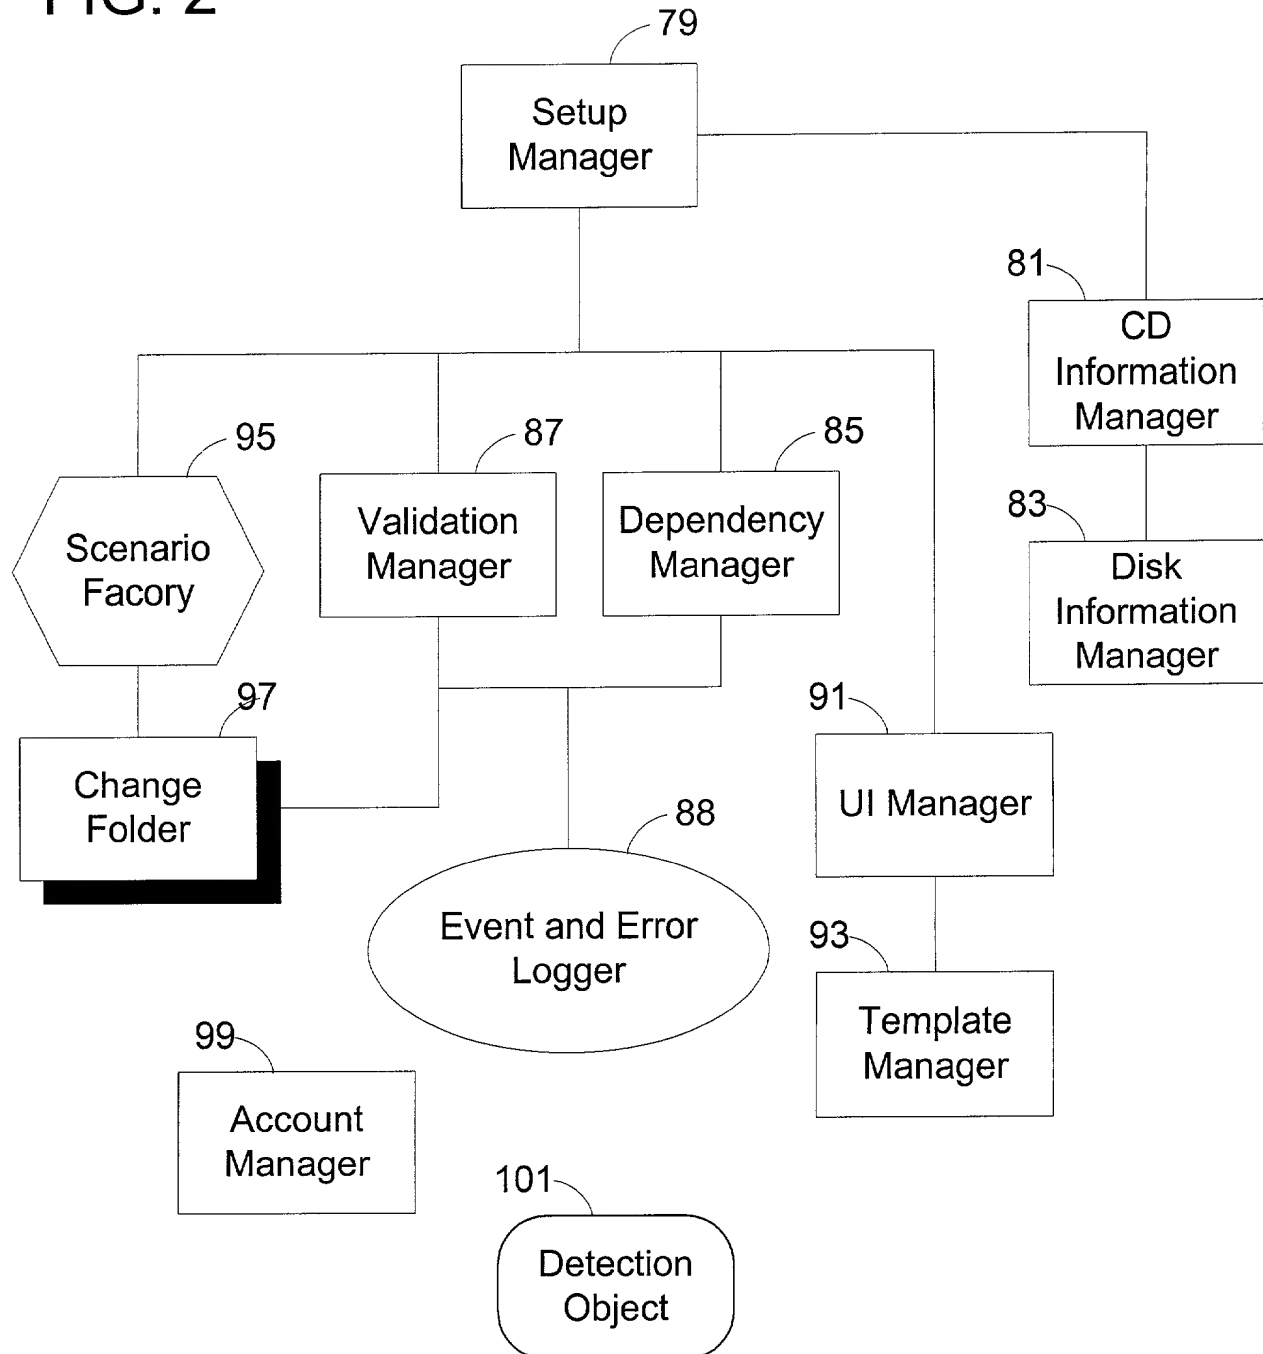 FIG. 2
79
Setup
Manager
81
CD
Information
Manager
95
Scenario
Facory
87
Validation
Manager
85
Dependency
Manager
83
Disk
Information
Manager
97
Change
Folder
91
UI Manager
88
Event and Error
Logger
93
Template
Manager
99
Account
Manager
101
Detection
Object